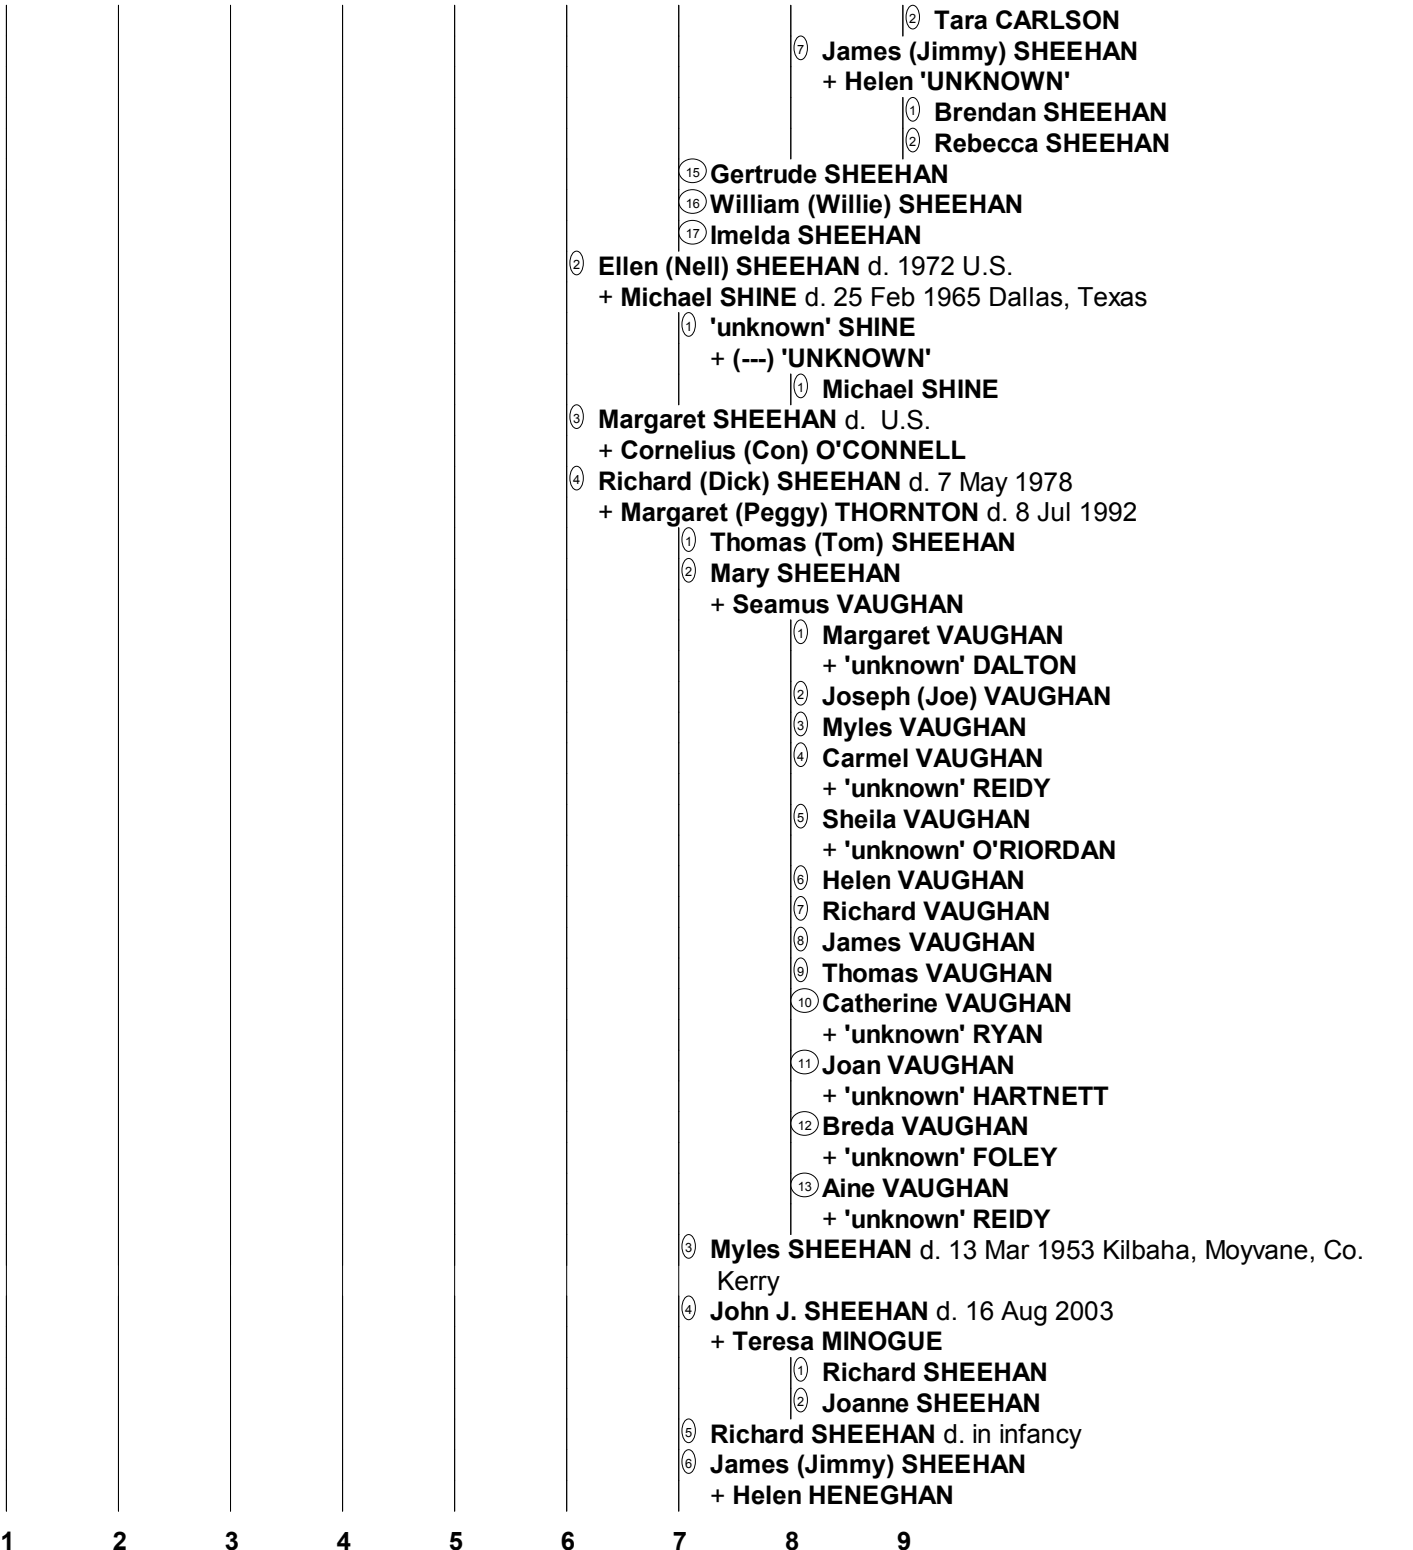 ② Tara CARLSON
⑦ James (Jimmy) SHEEHAN
+ Helen 'UNKNOWN'
① Brendan SHEEHAN
② Rebecca SHEEHAN
⑮ Gertrude SHEEHAN
⑯ William (Willie) SHEEHAN
⑰ Imelda SHEEHAN
② Ellen (Nell) SHEEHAN d. 1972 U.S.
+ Michael SHINE d. 25 Feb 1965 Dallas, Texas
① 'unknown' SHINE
+ (---) 'UNKNOWN'
① Michael SHINE
③ Margaret SHEEHAN d. U.S.
+ Cornelius (Con) O'CONNELL
④ Richard (Dick) SHEEHAN d. 7 May 1978
+ Margaret (Peggy) THORNTON d. 8 Jul 1992
① Thomas (Tom) SHEEHAN
② Mary SHEEHAN
+ Seamus VAUGHAN
① Margaret VAUGHAN
+ 'unknown' DALTON
② Joseph (Joe) VAUGHAN
③ Myles VAUGHAN
④ Carmel VAUGHAN
+ 'unknown' REIDY
⑤ Sheila VAUGHAN
+ 'unknown' O'RIORDAN
⑥ Helen VAUGHAN
⑦ Richard VAUGHAN
⑧ James VAUGHAN
⑨ Thomas VAUGHAN
⑩ Catherine VAUGHAN
+ 'unknown' RYAN
⑪ Joan VAUGHAN
+ 'unknown' HARTNETT
⑫ Breda VAUGHAN
+ 'unknown' FOLEY
⑬ Aine VAUGHAN
+ 'unknown' REIDY
③ Myles SHEEHAN d. 13 Mar 1953 Kilbaha, Moyvane, Co.
Kerry
④ John J. SHEEHAN d. 16 Aug 2003
+ Teresa MINOGUE
① Richard SHEEHAN
② Joanne SHEEHAN
⑤ Richard SHEEHAN d. in infancy
⑥ James (Jimmy) SHEEHAN
+ Helen HENEGHAN
1 2 3 4 5 6 7 8 9